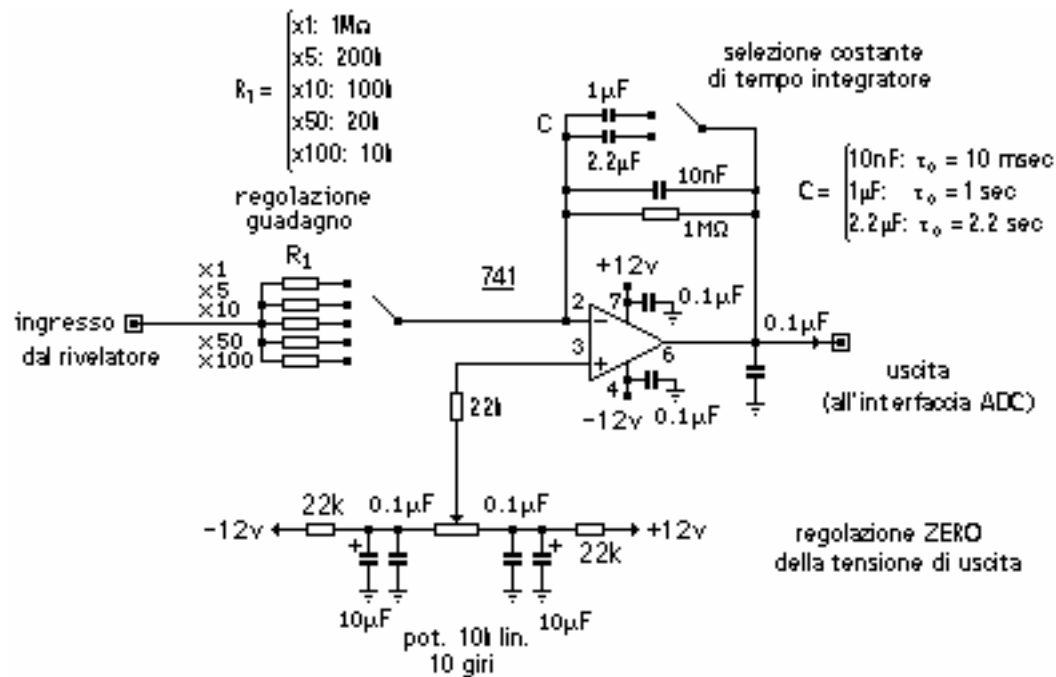 R₁ =
x1: 1MΩ
x5: 200k
x10: 100k
x50: 20k
x100: 10k
selezione costante
di tempo integratore
1µF
C
2.2µF
10nF
1MΩ
C =
10nF: τ₀ = 10 msec
1µF: τ₀ = 1 sec
2.2µF: τ₀ = 2.2 sec
regolazione
guadagno
R₁
x1
x5
x10
x50
x100
ingresso
dal rivelatore
741
+12v
7
0.1µF
2
−
3
+
6
4
-12v
0.1µF
0.1µF
uscita
(all'interfaccia ADC)
22k
22k
0.1µF
0.1µF
-12v
+12v
22k
+
+
10µF
10µF
pot. 10k lin.
10 giri
regolazione ZERO
della tensione di uscita